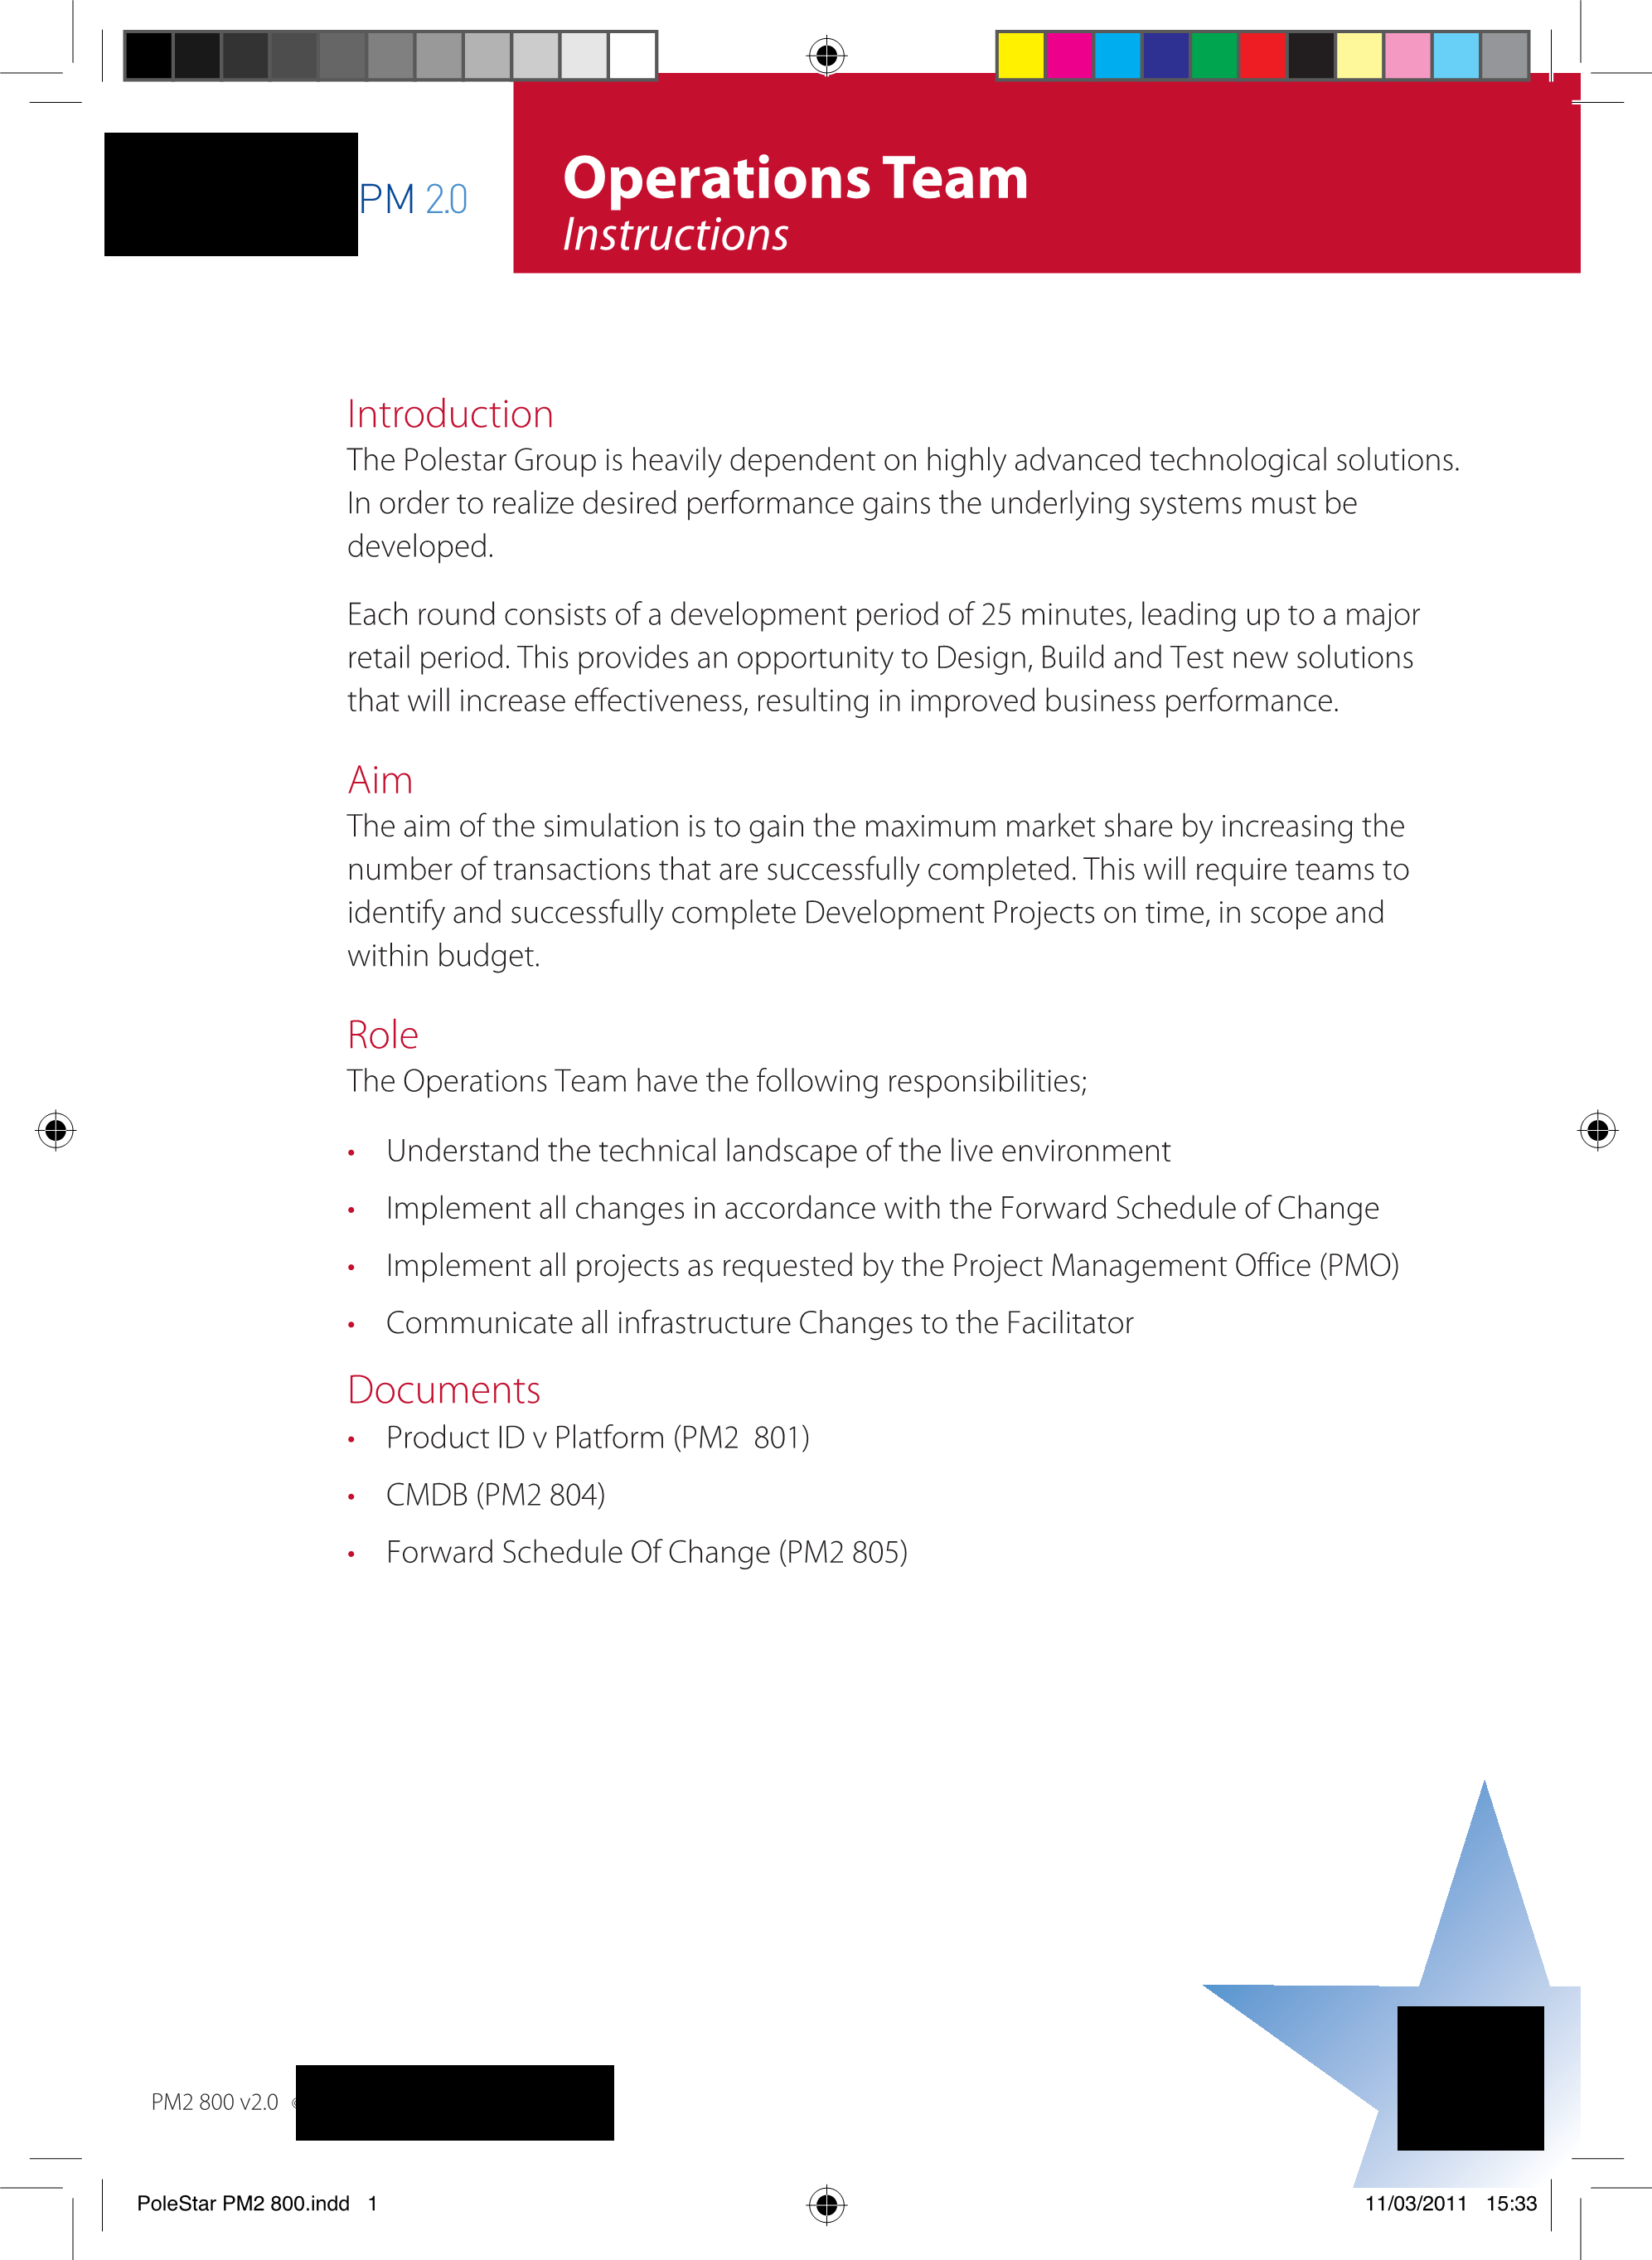 PM 2.0
Operations Team
Instructions
Introduction
The Polestar Group is heavily dependent on highly advanced technological solutions.
In order to realize desired performance gains the underlying systems must be
developed.
Each round consists of a development period of 25 minutes, leading up to a major
retail period. This provides an opportunity to Design, Build and Test new solutions
that will increase effectiveness, resulting in improved business performance.
Aim
The aim of the simulation is to gain the maximum market share by increasing the
number of transactions that are successfully completed. This will require teams to
identify and successfully complete Development Projects on time, in scope and
within budget.
Role
The Operations Team have the following responsibilities;
• Understand the technical landscape of the live environment
• Implement all changes in accordance with the Forward Schedule of Change
• Implement all projects as requested by the Project Management Office (PMO)
• Communicate all infrastructure Changes to the Facilitator
Documents
• Product ID v Platform (PM2  801)
• CMDB (PM2 804)
• Forward Schedule Of Change (PM2 805)
PM2 800 v2.0 ©
PoleStar PM2 800.indd 1
11/03/2011 15:33